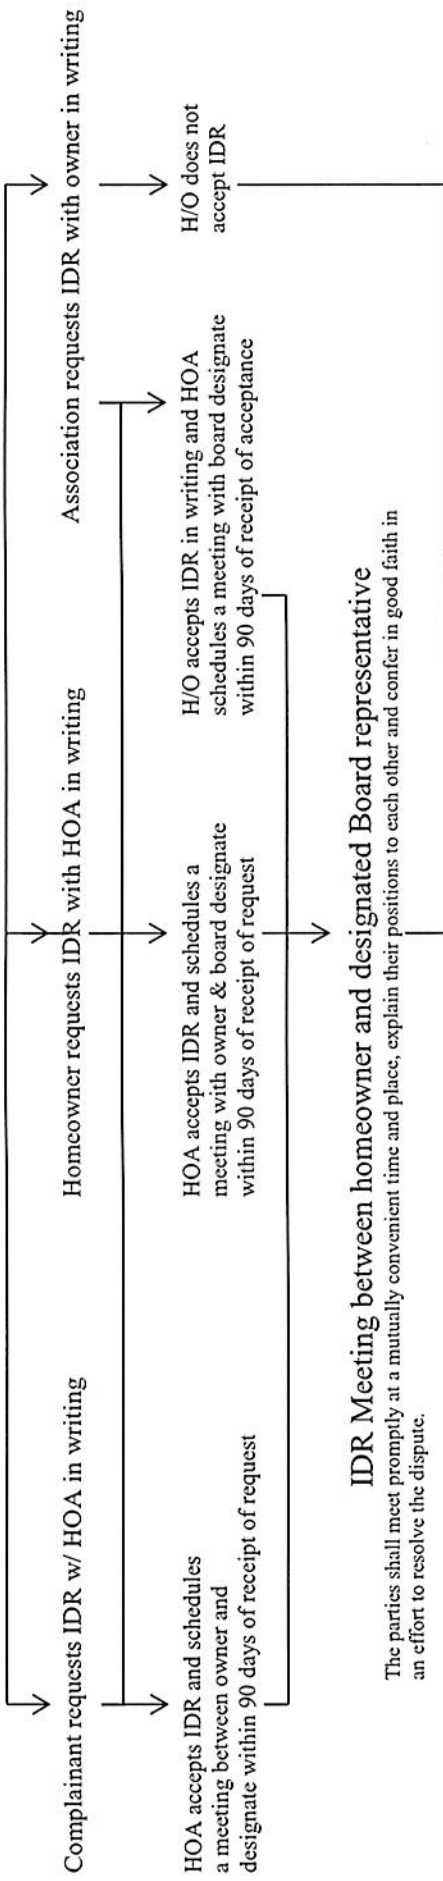 Complainant requests IDR w/ HOA in writing
Homeowner requests IDR with HOA in writing
Association requests IDR with owner in writing
HOA accepts IDR and schedules
a meeting between owner and
designate within 90 days of receipt of request
HOA accepts IDR and schedules a
meeting with owner & board designate
within 90 days of receipt of request
H/O accepts IDR in writing and HOA
schedules a meeting with board designate
within 90 days of receipt of acceptance
H/O does not
accept IDR
IDR Meeting between homeowner and designated Board representative
The parties shall meet promptly at a mutually convenient time and place, explain their positions to each other and confer in good faith in
an effort to resolve the dispute.